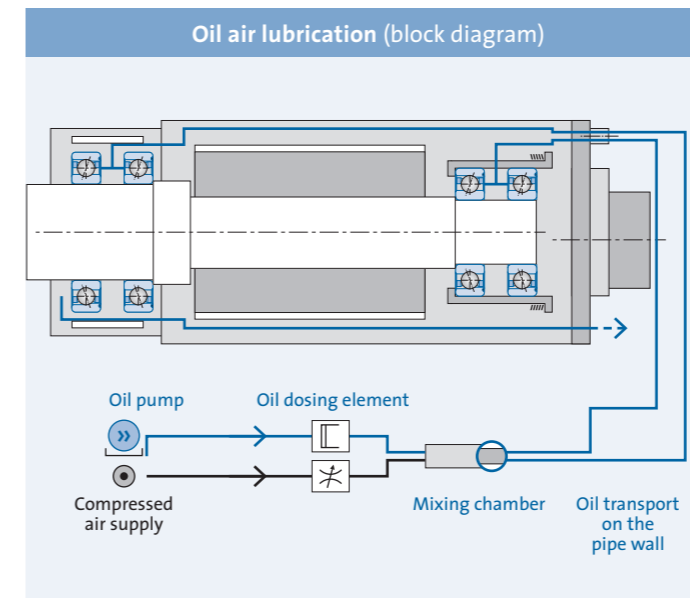 Oil air lubrication (block diagram)
Oil pump
Oil dosing element
Compressed
air supply
Mixing chamber
Oil transport
on the
pipe wall